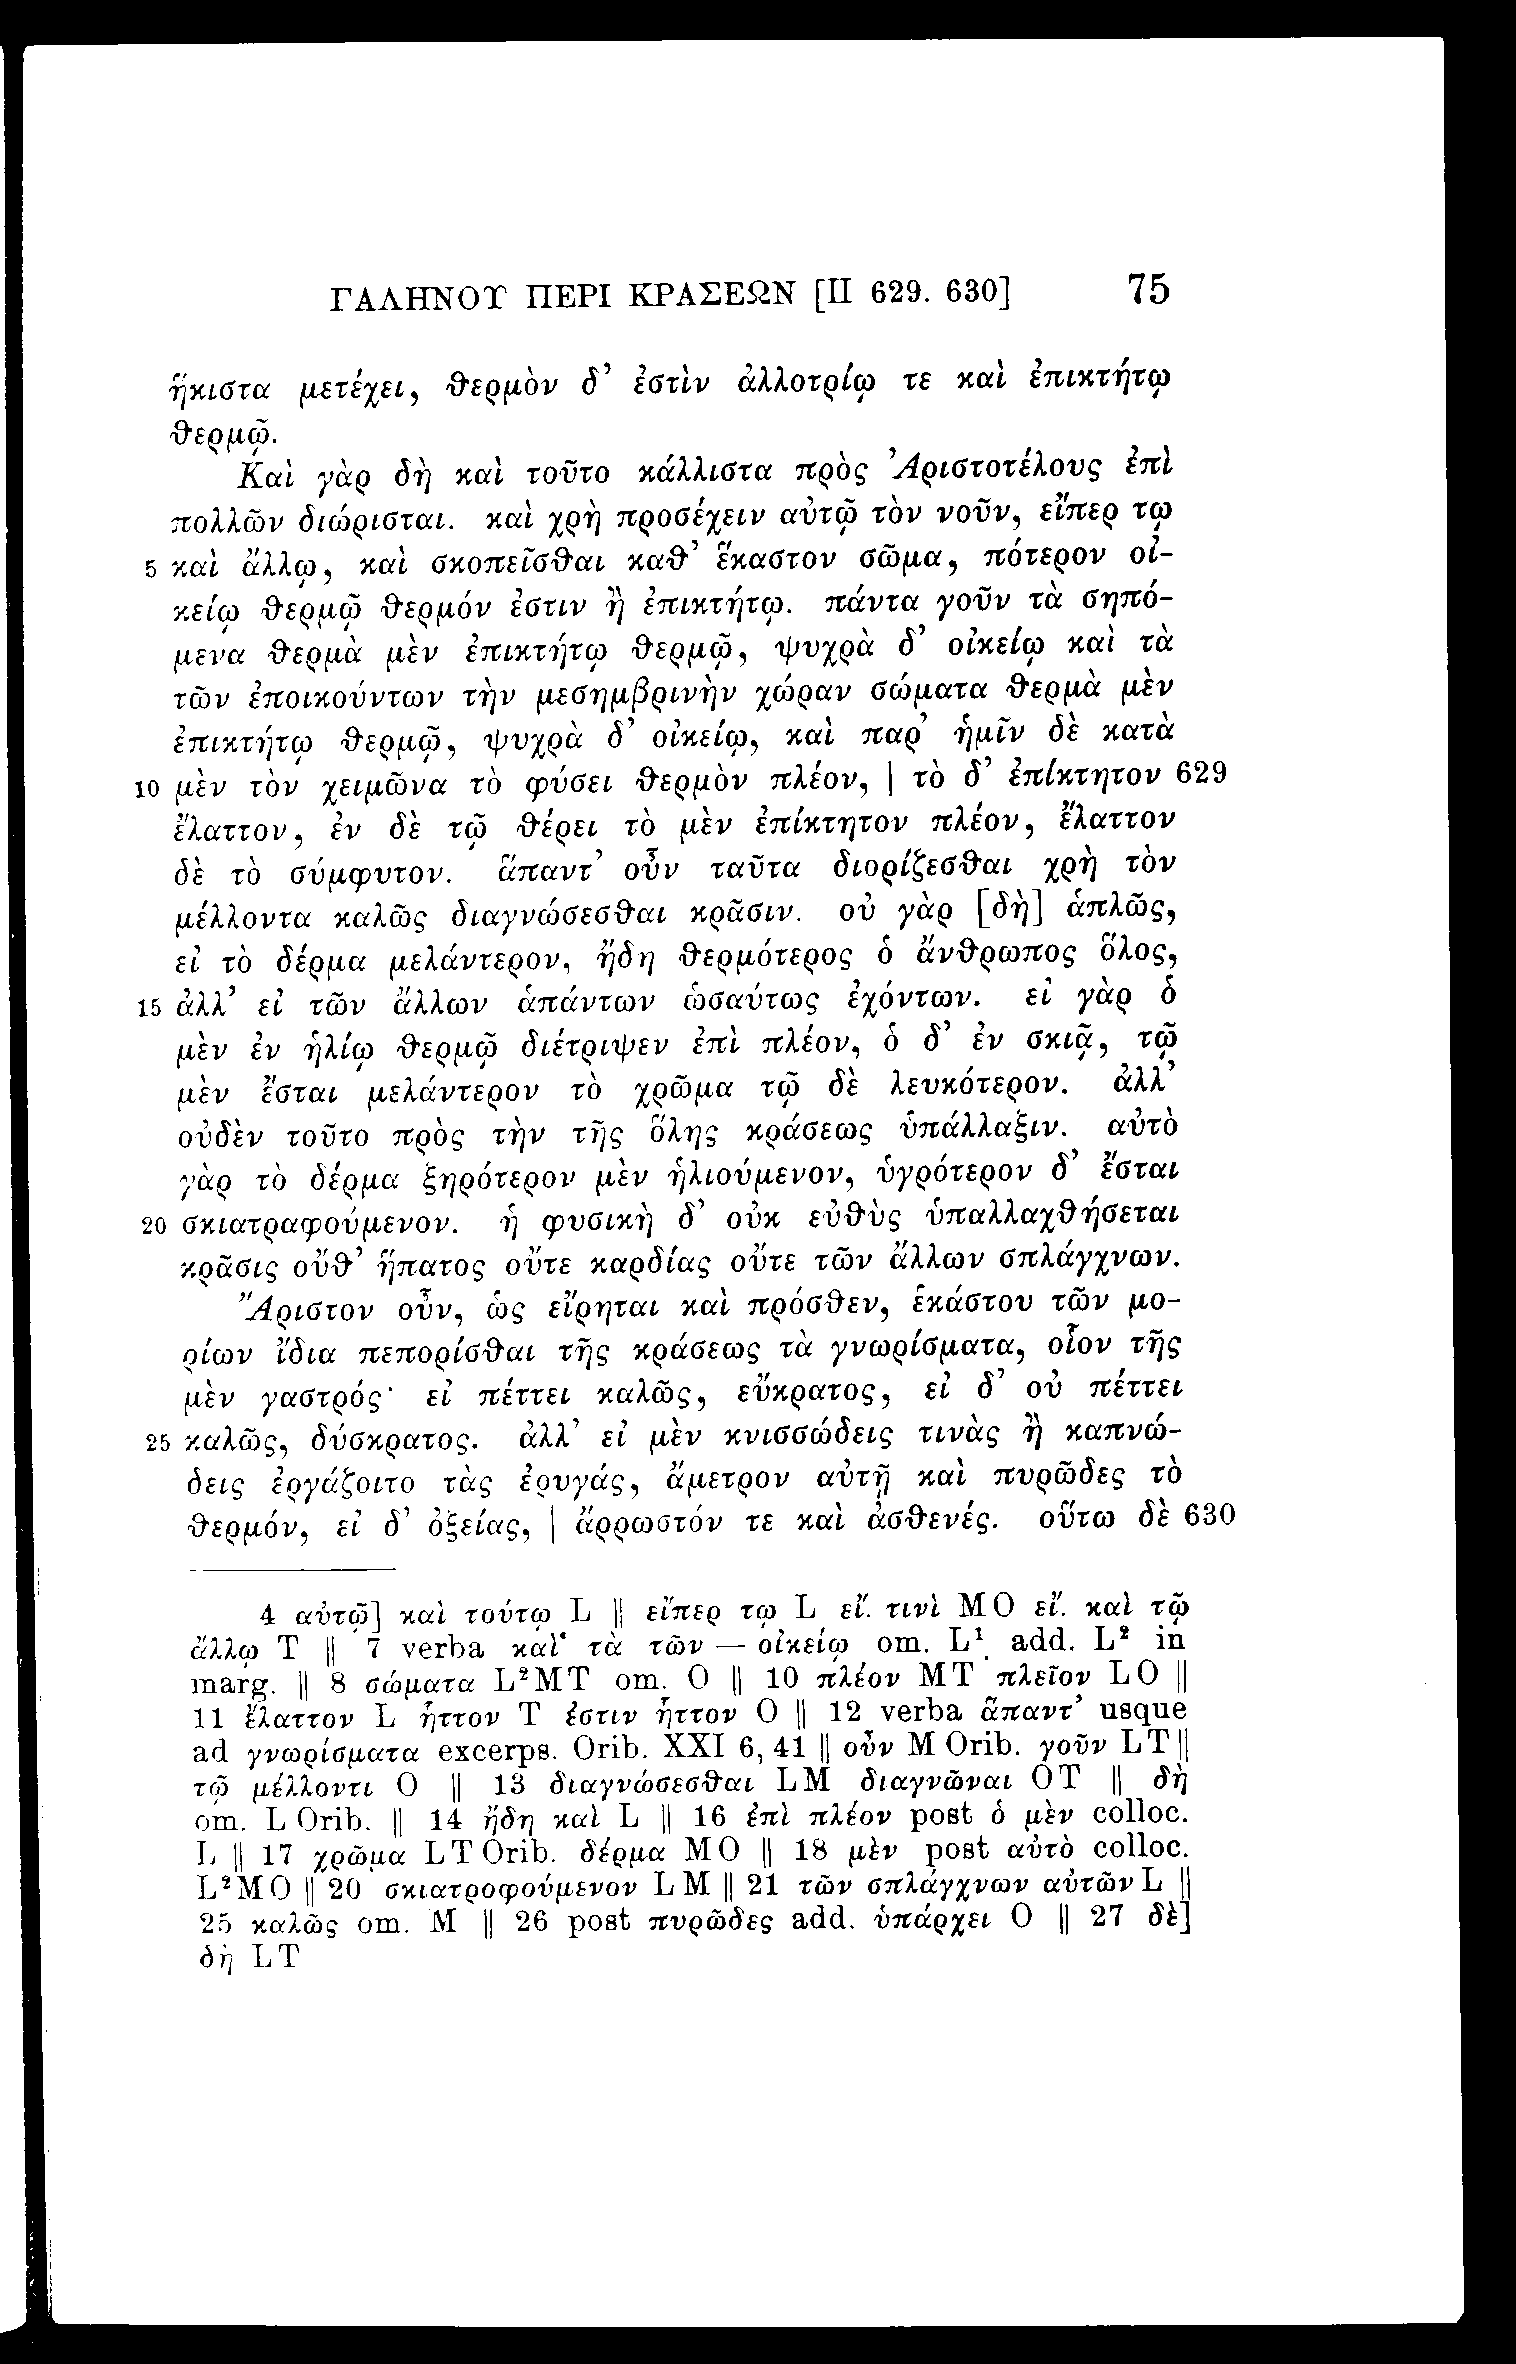 ΓΑΛΗΝΟΥ ΠΕΡΙ ΚΡΑΣΕΩΝ [II 629. 630] 75
ἥκιστα μετέχει, θερμὸν δ’ ἐστὶν ἀλλοτρίῳ τε καὶ ἐπικτήτῳ
θερμῷ.
Καὶ γὰρ δὴ καὶ τοῦτο κάλλιστα πρὸς Ἀριστοτέλους ἐπὶ
πολλῶν διώρισται. καὶ χρὴ προσέχειν αὐτῷ τὸν νοῦν, εἴπερ τῳ
5 καὶ ἄλλῳ, καὶ σκοπεῖσθαι καθ’ ἕκαστον σῶμα, πότερον οἰ-
κείῳ θερμῷ θερμόν ἐστιν ἢ ἐπικτήτῳ. πάντα γοῦν τὰ σηπό-
μενα θερμὰ μὲν ἐπικτήτῳ θερμῷ, ψυχρὰ δ’ οἰκείῳ καὶ τὰ
τῶν ἐποικούντων τὴν μεσημβρινὴν χώραν σώματα θερμὰ μὲν
ἐπικτήτῳ θερμῷ, ψυχρὰ δ’ οἰκείῳ, καὶ παρ’ ἡμῖν δὲ κατὰ
10 μὲν τὸν χειμῶνα τὸ φύσει θερμὸν πλέον, | τὸ δ’ ἐπίκτητον 629
ἔλαττον, ἐν δὲ τῷ θέρει τὸ μὲν ἐπίκτητον πλέον, ἔλαττον
δὲ τὸ σύμφυτον. ἅπαντ’ οὖν ταῦτα διορίζεσθαι χρὴ τὸν
μέλλοντα καλῶς διαγνώσεσθαι κρᾶσιν. οὐ γὰρ [δὴ] ἁπλῶς,
εἰ τὸ δέρμα μελάντερον, ἤδη θερμότερος ὁ ἄνθρωπος ὅλος,
15 ἀλλ’ εἰ τῶν ἄλλων ἁπάντων ὡσαύτως ἐχόντων. εἰ γὰρ ὁ
μὲν ἐν ἡλίῳ θερμῷ διέτριψεν ἐπὶ πλέον, ὁ δ’ ἐν σκιᾷ, τῷ
μὲν ἔσται μελάντερον τὸ χρῶμα τῷ δὲ λευκότερον. ἀλλ’
οὐδὲν τοῦτο πρὸς τὴν τῆς ὅλης κράσεως ὑπάλλαξιν. αὐτὸ
γὰρ τὸ δέρμα ξηρότερον μὲν ἡλιούμενον, ὑγρότερον δ’ ἔσται
20 σκιατραφούμενον. ἡ φυσικὴ δ’ οὐκ εὐθὺς ὑπαλλαχθήσεται
κρᾶσις οὔθ’ ἥπατος οὔτε καρδίας οὔτε τῶν ἄλλων σπλάγχνων.
Ἄριστον οὖν, ὡς εἴρηται καὶ πρόσθεν, ἑκάστου τῶν μο-
ρίων ἴδια πεπορίσθαι τῆς κράσεως τὰ γνωρίσματα, οἷον τῆς
μὲν γαστρός· εἰ πέττει καλῶς, εὔκρατος, εἰ δ’ οὐ πέττει
25 καλῶς, δύσκρατος. ἀλλ’ εἰ μὲν κνισσώδεις τινὰς ἢ καπνώ-
δεις ἐργάζοιτο τὰς ἐρυγάς, ἄμετρον αὐτῇ καὶ πυρῶδες τὸ
θερμόν, εἰ δ’ ὀξείας, | ἄρρωστόν τε καὶ ἀσθενές. οὕτω δὲ 630
4 αὐτῷ] καὶ τούτῳ L || εἴπερ τῳ L εἴ. τινὶ MO εἴ. καὶ τῷ
ἄλλῳ T || 7 verba καὶ τὰ τῶν — οἰκείῳ om. L¹ add. L² in
marg. || 8 σώματα L²MT om. O || 10 πλέον MT πλεῖον LO ||
11 ἔλαττον L ἧττον T ἐστιν ἧττον O || 12 verba ἅπαντ’ usque
ad γνωρίσματα excerps. Orib. XXI 6, 41 || οὖν M Orib. γοῦν LT ||
τῷ μέλλοντι O || 13 διαγνώσεσθαι LM διαγνῶναι OT || δὴ
om. L Orib. || 14 ἤδη καὶ L || 16 ἐπὶ πλέον post ὁ μὲν colloc.
L || 17 χρῶμα LT Orib. δέρμα MO || 18 μὲν post αὐτὸ colloc.
L²MO || 20 σκιατροφούμενον LM || 21 τῶν σπλάγχνων αὐτῶν L ||
25 καλῶς om. M || 26 post πυρῶδες add. ὑπάρχει O || 27 δὲ]
δὴ LT